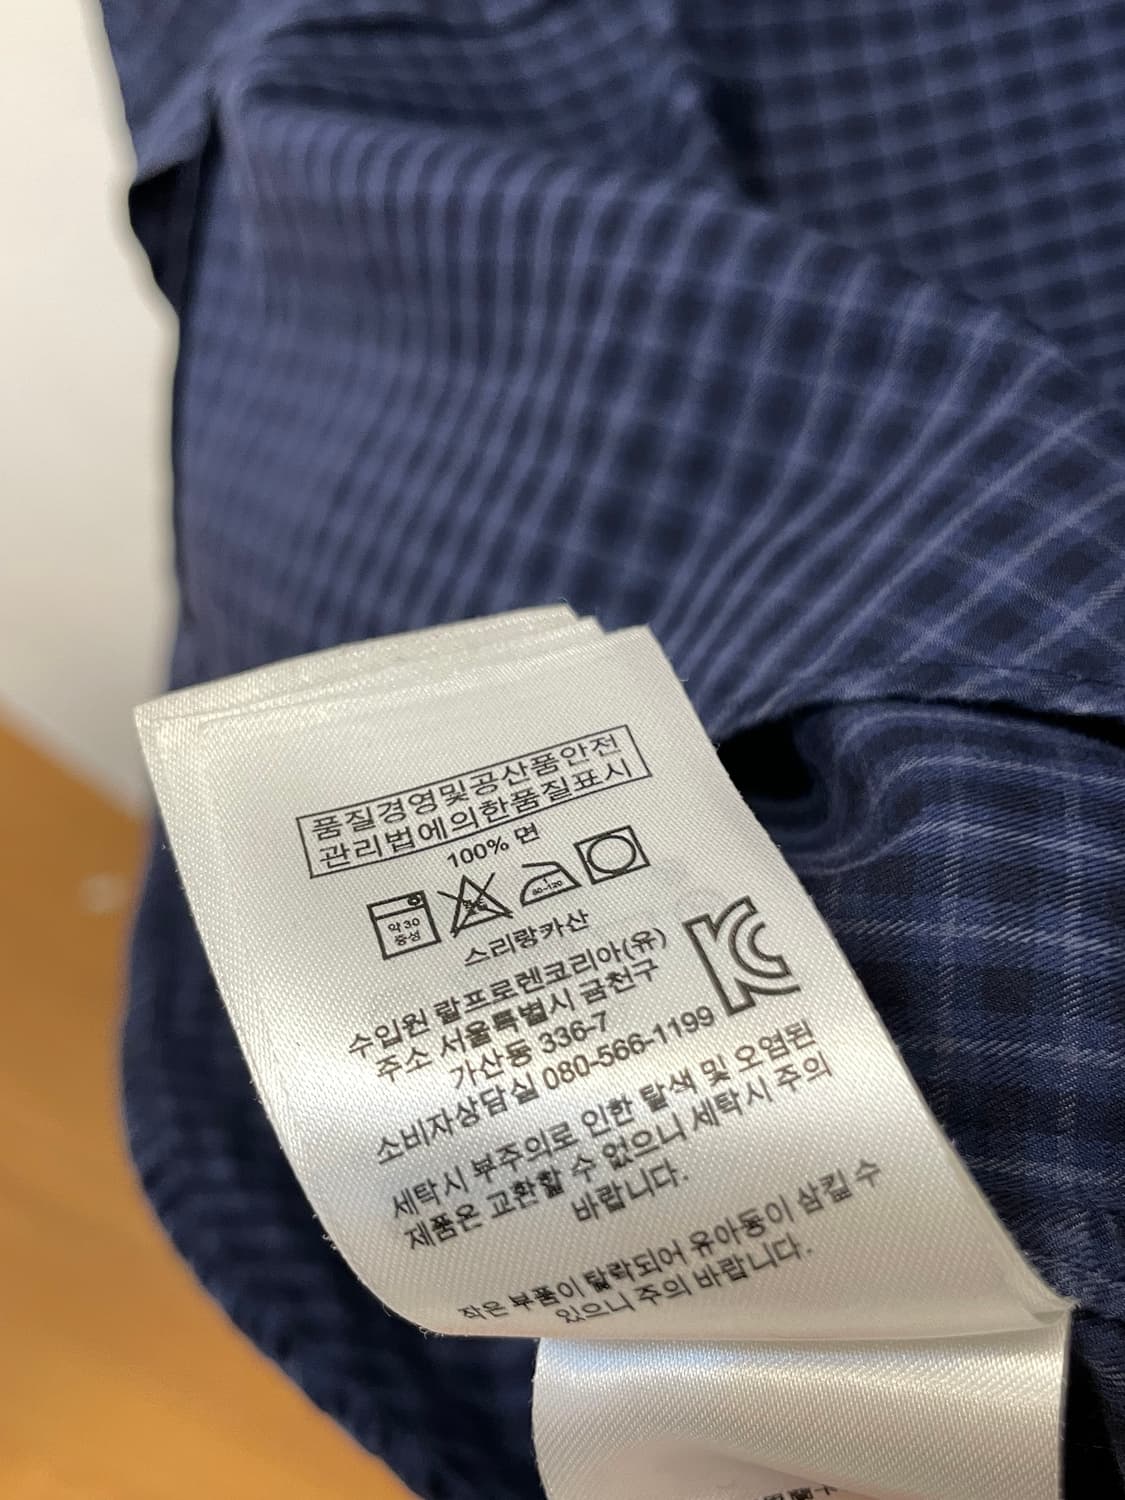 품질경영및공산품안전
관리법에의한품질표시
100% 면
약 30
중성
80~120
스리랑카산
수입원 랄프로렌코리아(유)
주소 서울특별시 금천구
가산동 336-7
소비자상담실 080-566-1199
세탁시 부주의로 인한 탈색 및 오염된
제품은 교환할 수 없으니 세탁시 주의
바랍니다.
작은 부품이 탈락되어 유아동이 삼킬 수
있으니 주의 바랍니다.